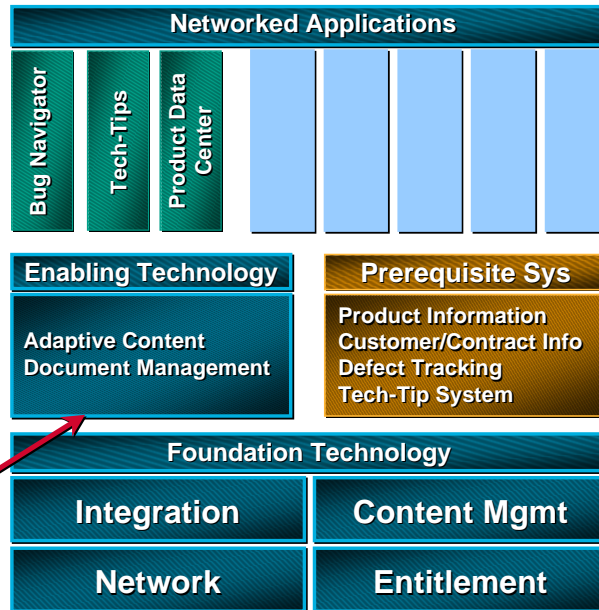 Networked Applications
Bug Navigator
Tech-Tips
Product Data
Center
Enabling Technology
Adaptive Content
Document Management
Prerequisite Sys
Product Information
Customer/Contract Info
Defect Tracking
Tech-Tip System
Foundation Technology
Integration
Content Mgmt
Network
Entitlement